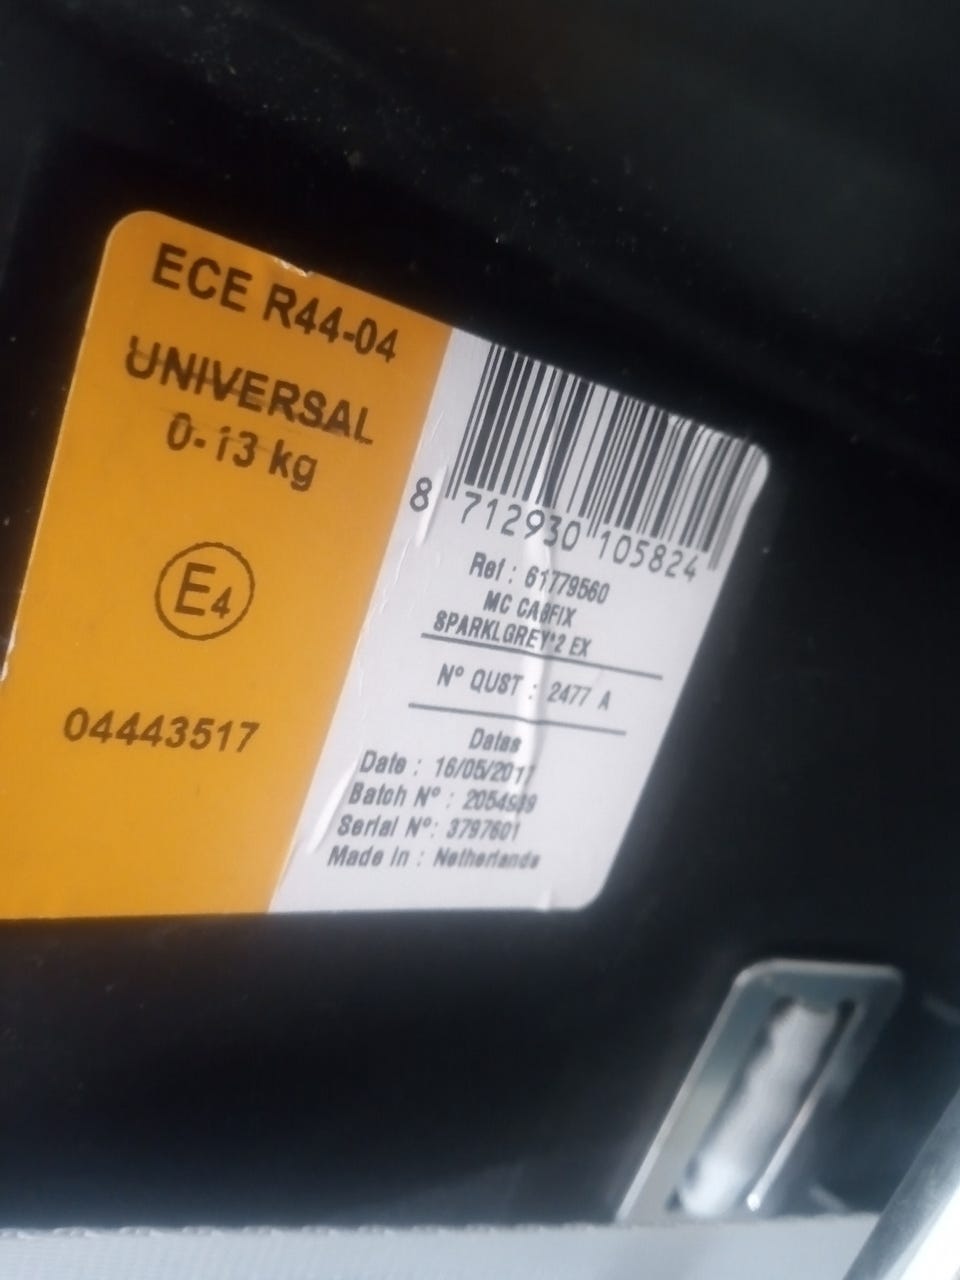 ECE R44-04
UNIVERSAL
0-13 kg
E4
04443517
8 712930 105824
Ref : 61779560
MC CABFIX
SPARKLGREY*2 EX
N° QUST : 2477 A
Datas
Date : 16/05/2017
Batch N° :
Serial N°: 3797601
Made in : Netherlands